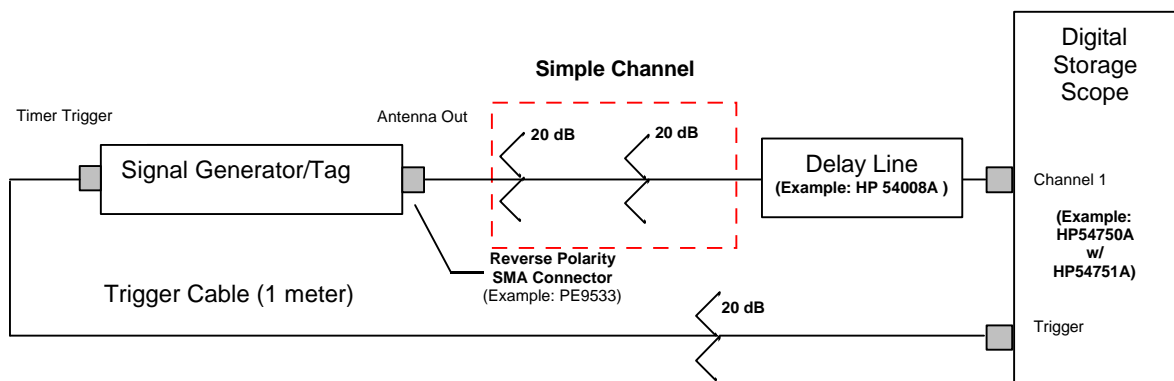 Digital
Storage
Scope
Simple Channel
Timer Trigger
Antenna Out
20 dB
20 dB
Signal Generator/Tag
Delay Line
(Example: HP 54008A )
Channel 1
(Example:
HP54750A
w/
HP54751A)
Reverse Polarity
SMA Connector
(Example: PE9533)
Trigger Cable (1 meter)
20 dB
Trigger